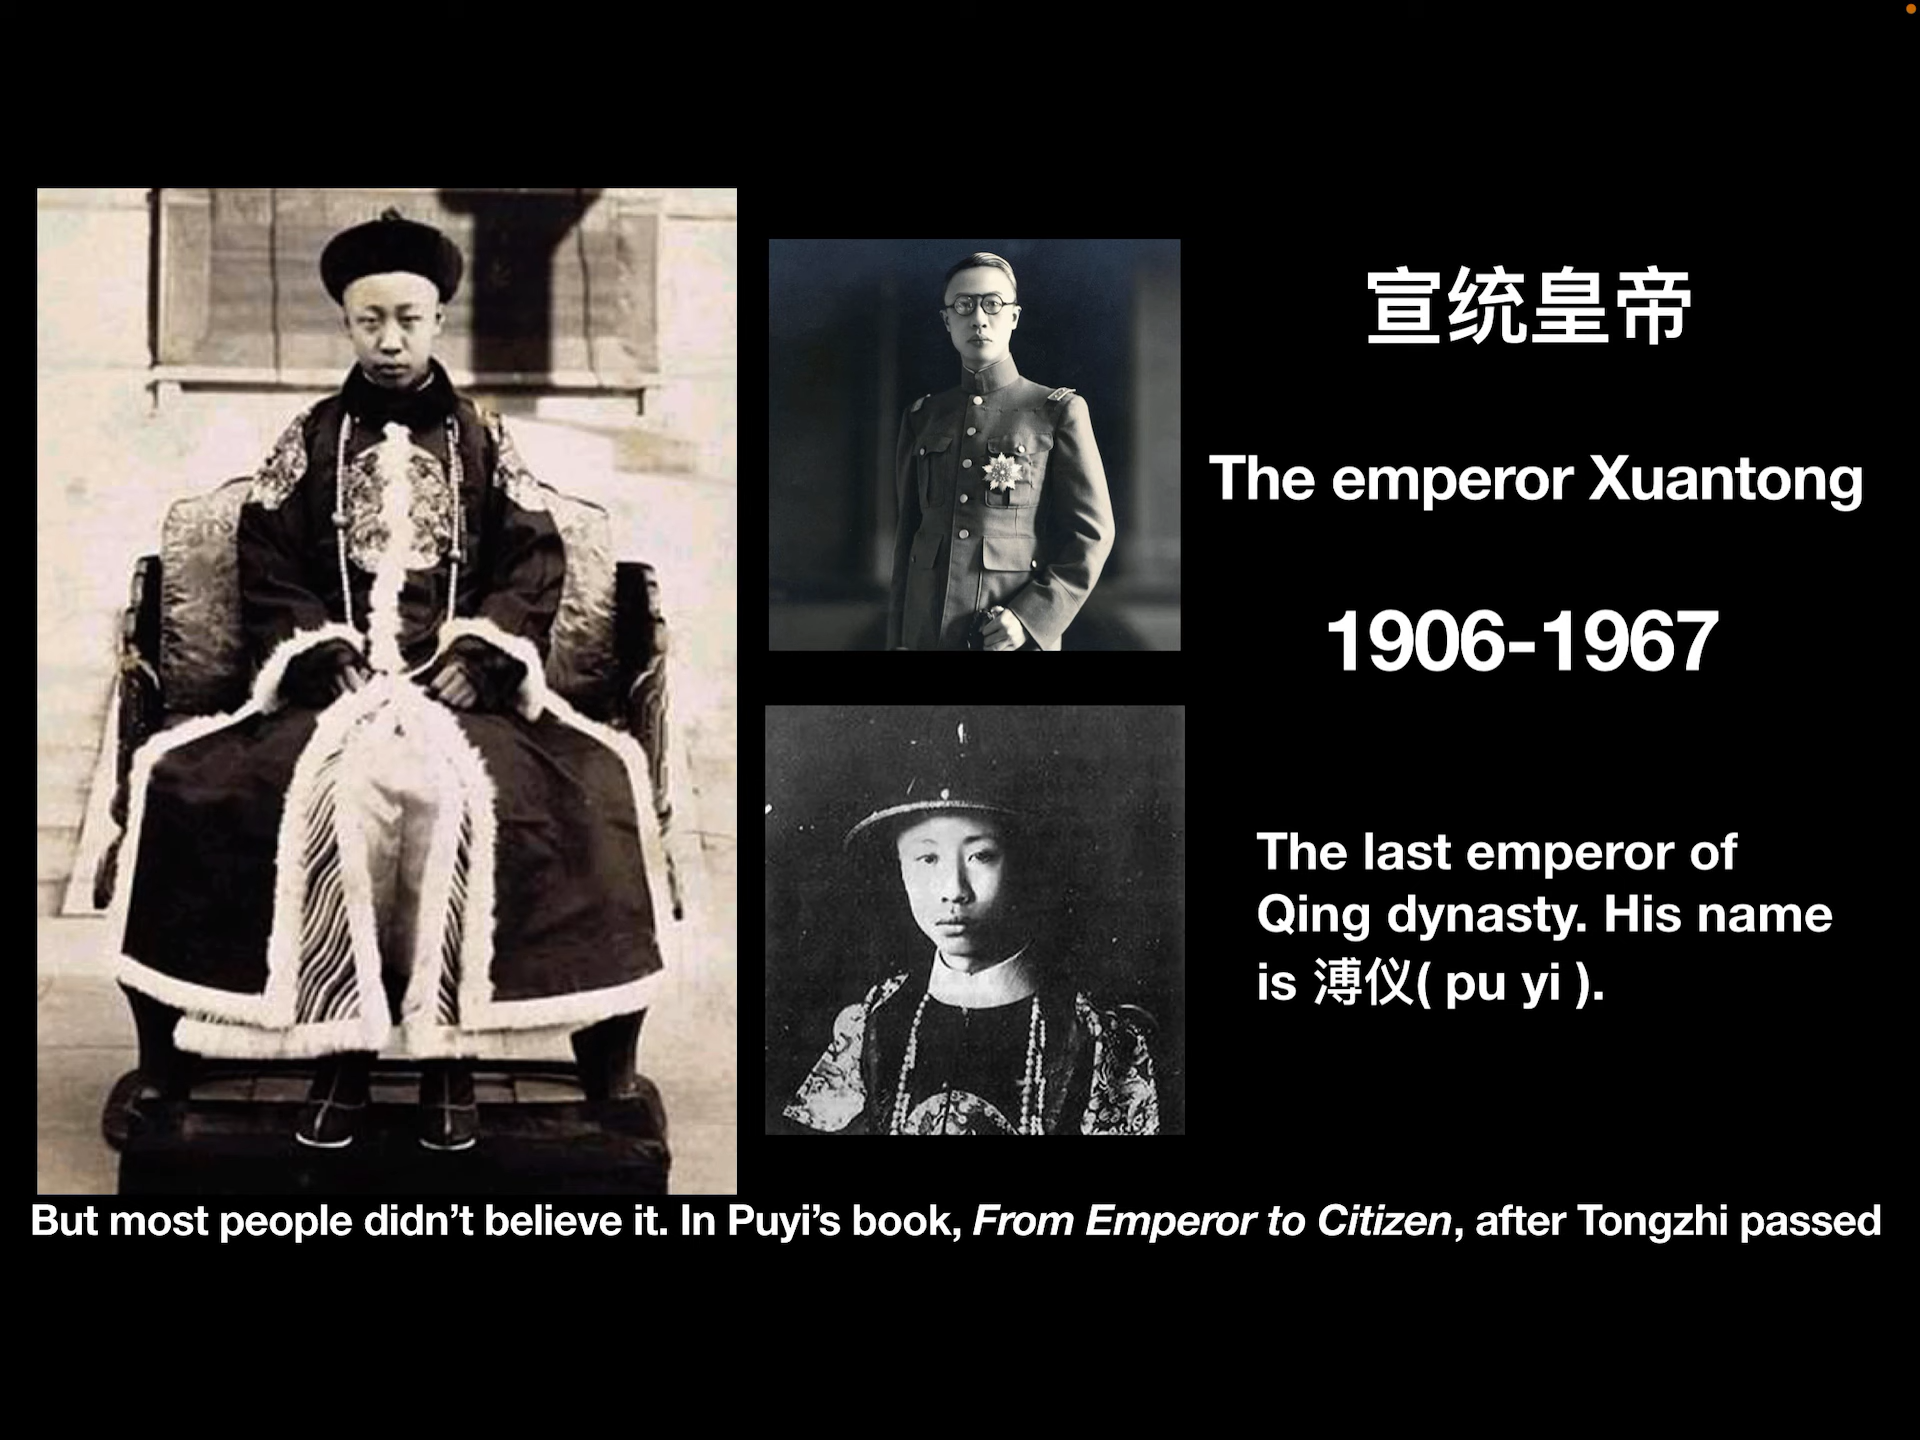 宣统皇帝
The emperor Xuantong
1906-1967
The last emperor of
Qing dynasty. His name
is 溥仪( pu yi ).
But most people didn’t believe it. In Puyi’s book, From Emperor to Citizen, after Tongzhi passed